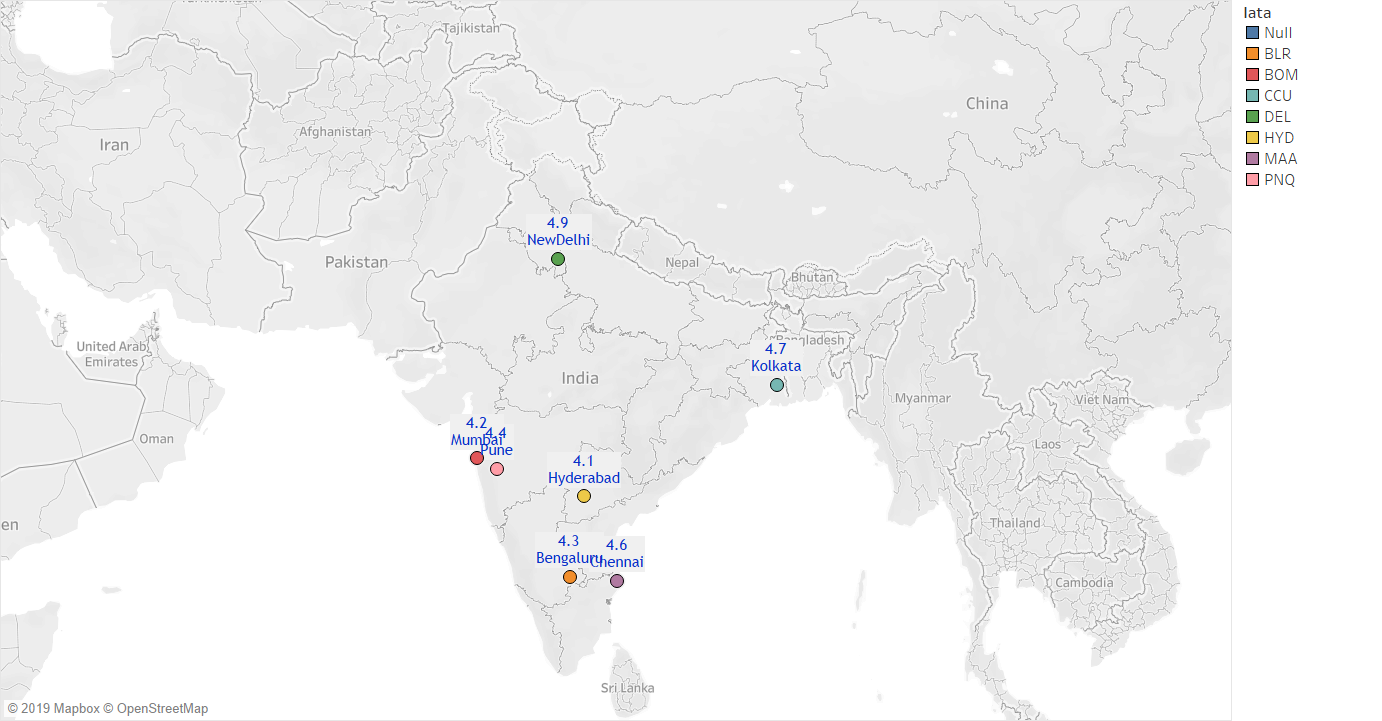 Turkmenistan
Tajikistan
China
Afghanistan
Iran
4.9
NewDelhi
Pakistan
Nepal
Bhutan
United Arab
Emirates
Bangladesh
4.7
Kolkata
India
Myanmar
Viet Nam
Oman
4.2
Mumbai
4.4
Pune
Laos
4.1
Hyderabad
en
Thailand
4.3
Bengaluru
4.6
Chennai
Cambodia
Sri Lanka
© 2019 Mapbox © OpenStreetMap
Iata
Null
BLR
BOM
CCU
DEL
HYD
MAA
PNQ